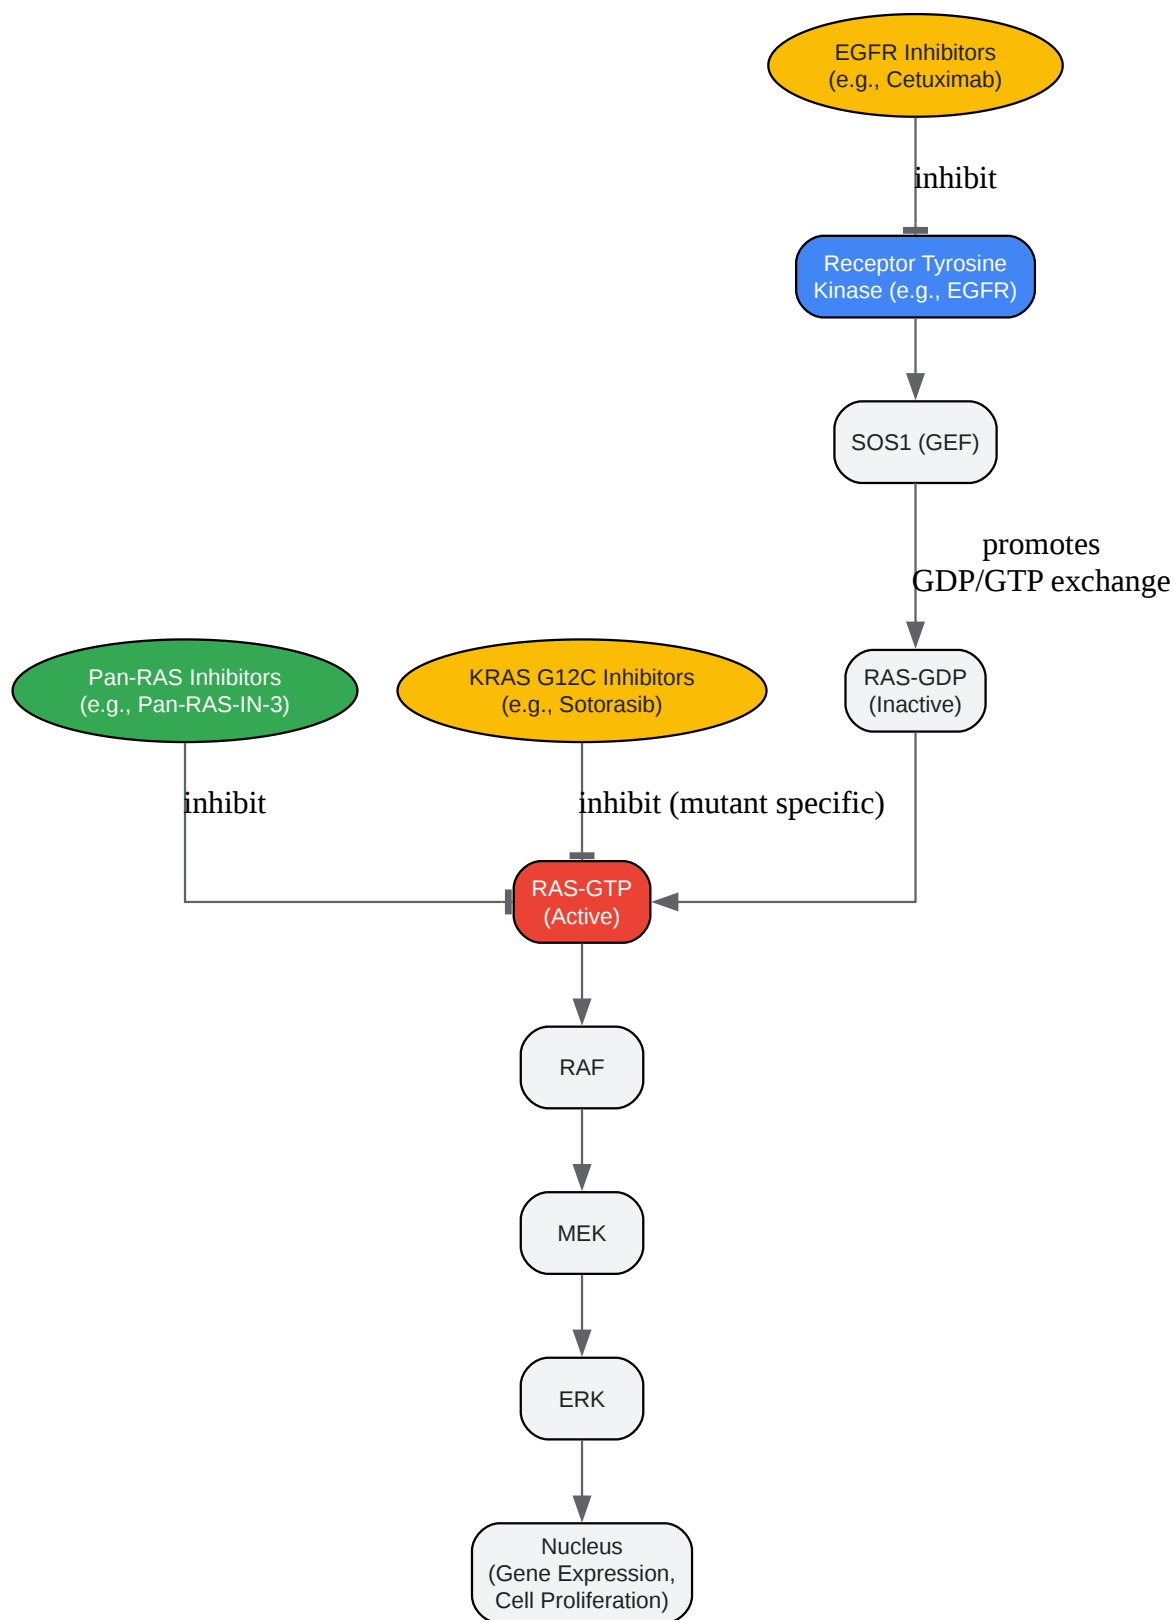 EGFR Inhibitors
(e.g., Cetuximab)
inhibit
Receptor Tyrosine
Kinase (e.g., EGFR)
SOS1 (GEF)
promotes
GDP/GTP exchange
Pan-RAS Inhibitors
(e.g., Pan-RAS-IN-3)
KRAS G12C Inhibitors
(e.g., Sotorasib)
RAS-GDP
(Inactive)
inhibit
inhibit (mutant specific)
RAS-GTP
(Active)
RAF
MEK
ERK
Nucleus
(Gene Expression,
Cell Proliferation)